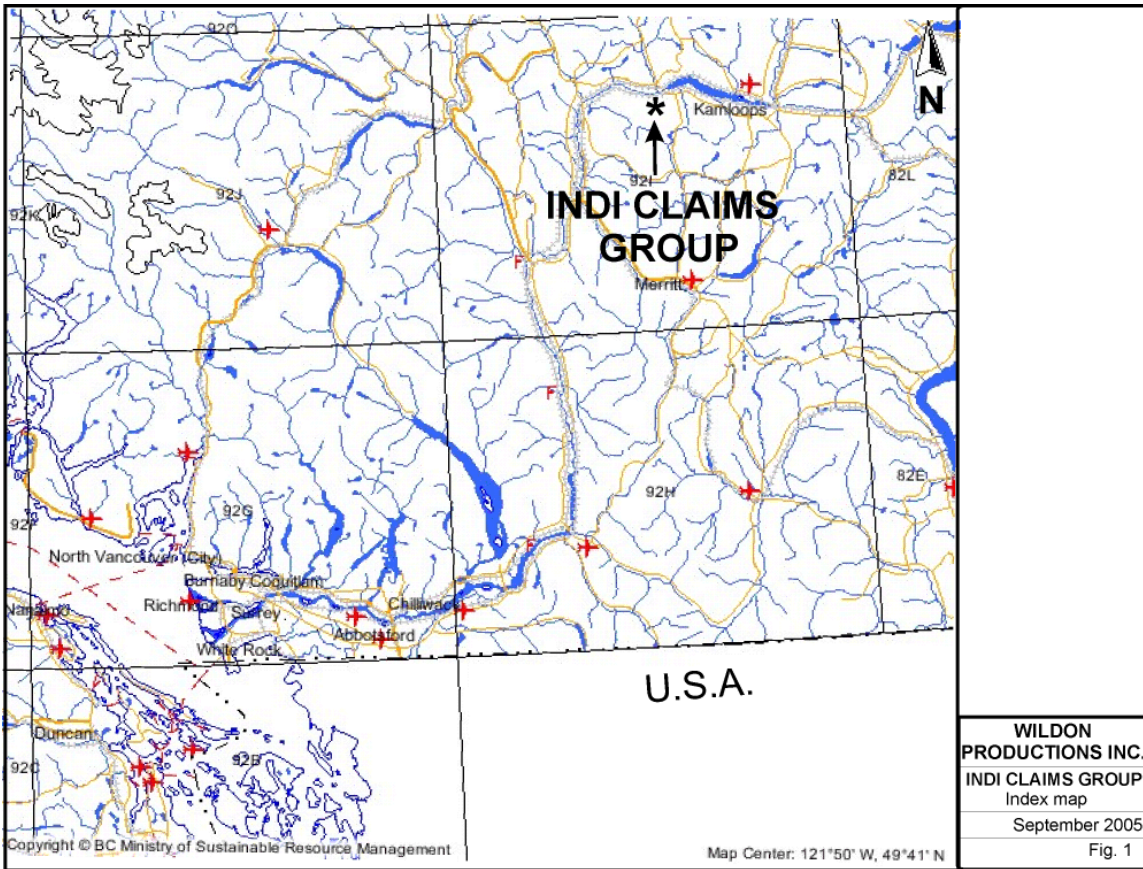 92O
N
Kamloops
92I
82L
92J
92K
INDI CLAIMS
GROUP
F
Merritt
F
82E
92H
92G
North Vancouver (City)
F
Burnaby Coquitlam
Richmond
Surrey
Chilliwack
Nanaimo
Abbotsford
White Rock
U.S.A.
Duncan
92B
92C
WILDON
PRODUCTIONS INC.
INDI CLAIMS GROUP
Index map
September 2005
Fig. 1
Copyright © BC Ministry of Sustainable Resource Management
Map Center: 121°50' W, 49°41' N